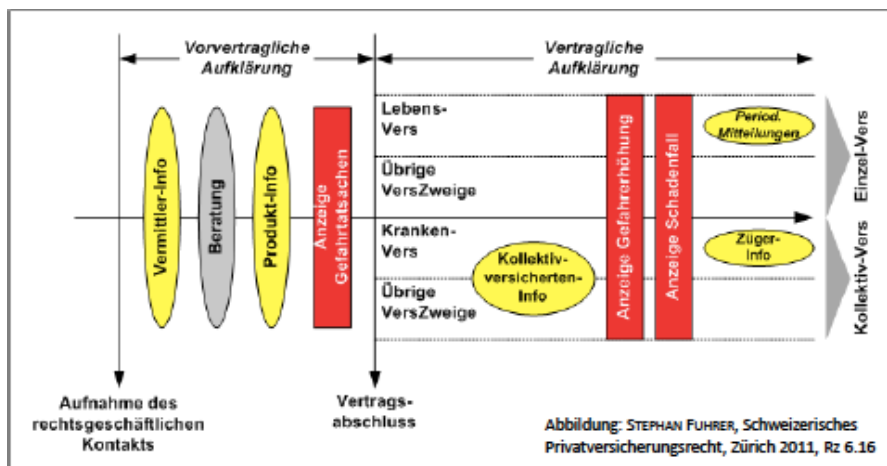 Vorvertragliche
Aufklärung
Vertragliche
Aufklärung
Vermittler-Info
Beratung
Produkt-Info
Anzeige
Gefahrtatsachen
Lebens-
Vers
Übrige
VersZweige
Kranken-
Vers
Übrige
VersZweige
Kollektiv-
versicherten-
Info
Anzeige Gefahrerhöhung
Anzeige Schadenfall
Period.
Mitteilungen
Züger-
Info
Einzel-Vers
Kollektiv-Vers
Aufnahme des
rechtsgeschäftlichen
Kontakts
Vertrags-
abschluss
Abbildung: STEPHAN FUHRER, Schweizerisches
Privatversicherungsrecht, Zürich 2011, Rz 6.16